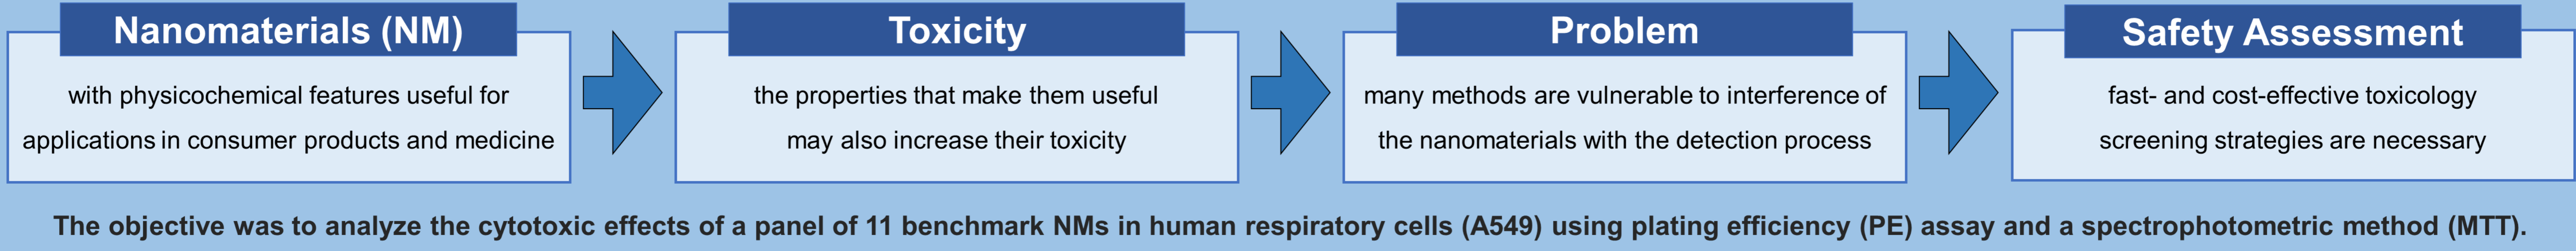 Nanomaterials (NM)
with physicochemical features useful for
applications in consumer products and medicine
Toxicity
the properties that make them useful
may also increase their toxicity
Problem
many methods are vulnerable to interference of
the nanomaterials with the detection process
Safety Assessment
fast- and cost-effective toxicology
screening strategies are necessary
The objective was to analyze the cytotoxic effects of a panel of 11 benchmark NMs in human respiratory cells (A549) using plating efficiency (PE) assay and a spectrophotometric method (MTT).